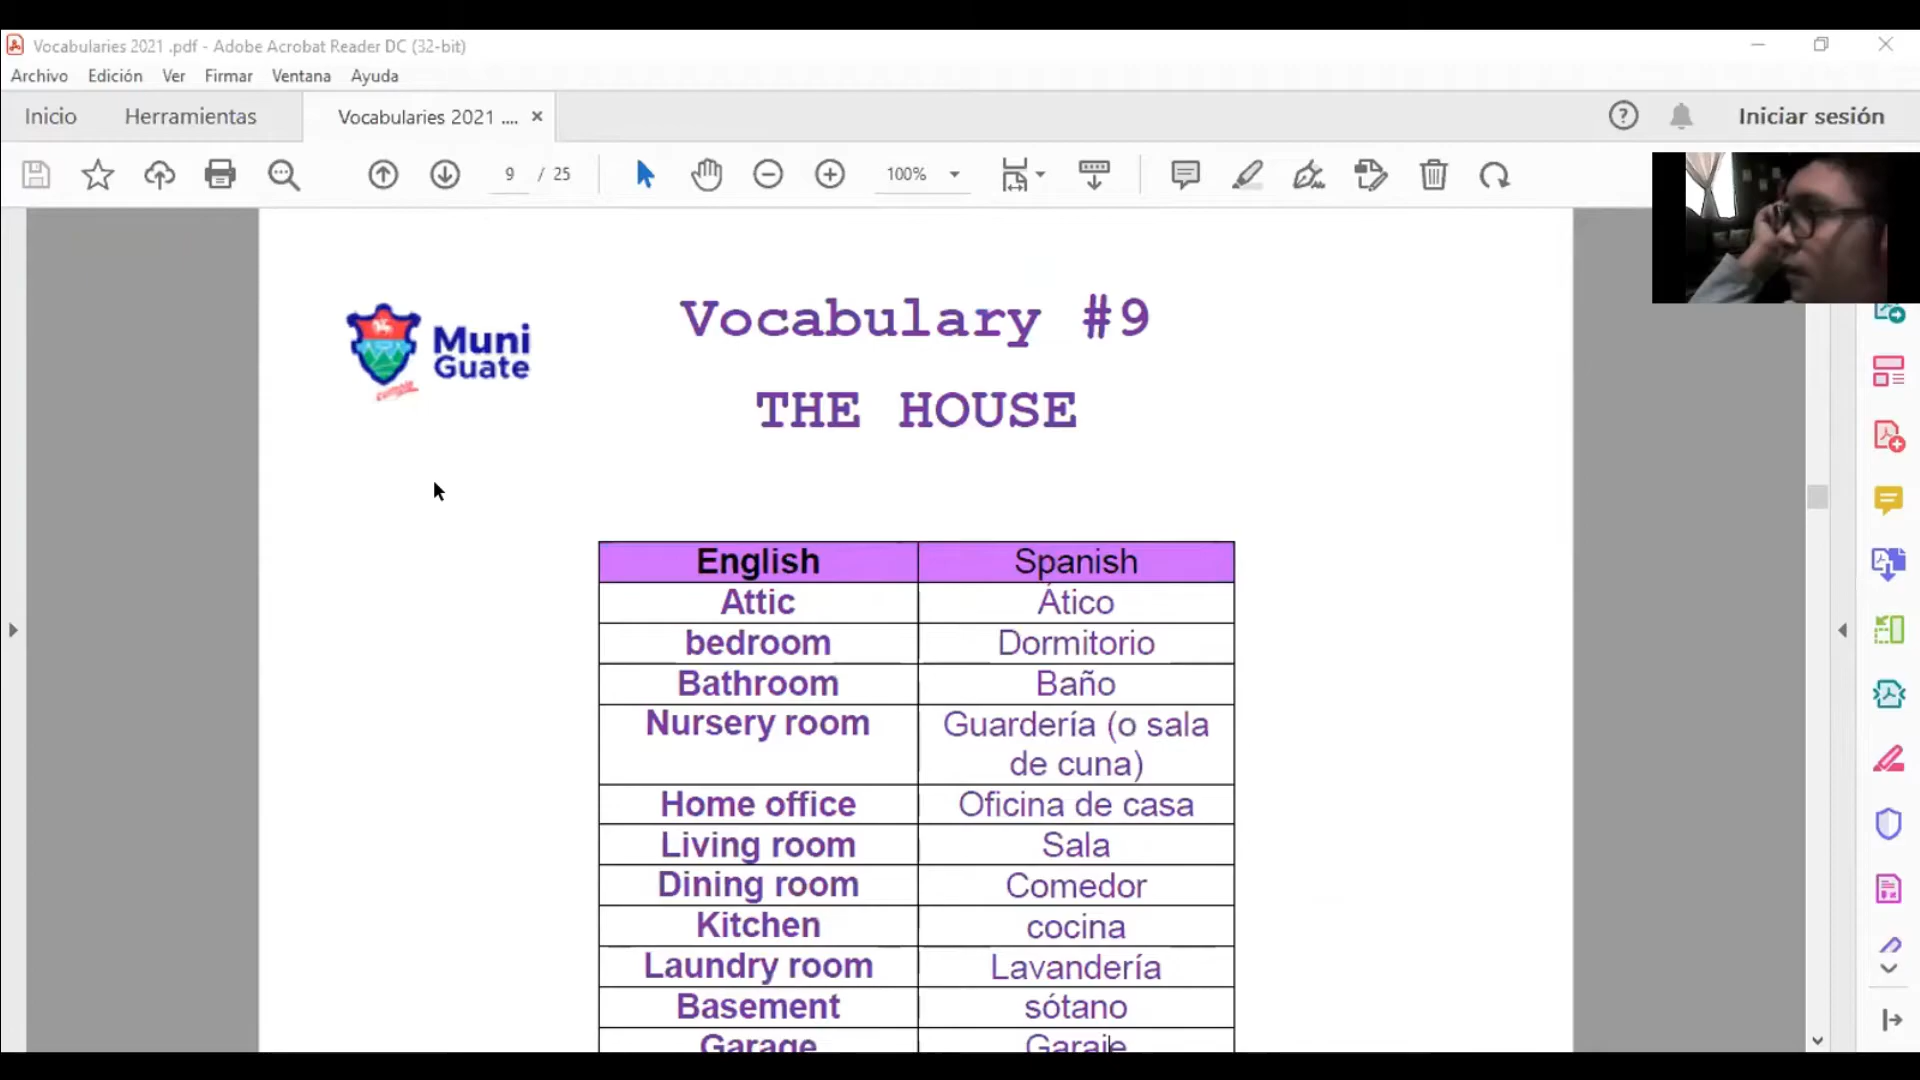 Vocabularies 2021 .pdf - Adobe Acrobat Reader DC (32-bit)
Archivo Edición Ver Firmar Ventana Ayuda
Inicio Herramientas Vocabularies 2021 .... Iniciar sesión
9 / 25 100%
Muni
Guate
Vocabulary #9
THE HOUSE
English Spanish
Attic Ático
bedroom Dormitorio
Bathroom Baño
Nursery room Guardería (o sala
de cuna)
Home office Oficina de casa
Living room Sala
Dining room Comedor
Kitchen cocina
Laundry room Lavandería
Basement sótano
Garage Garaje